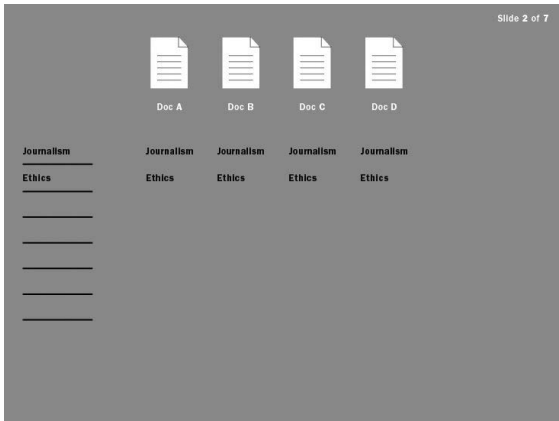 Slide 2 of 7
Doc A Doc B Doc C Doc D
Journalism Journalism Journalism Journalism Journalism
Ethics Ethics Ethics Ethics Ethics